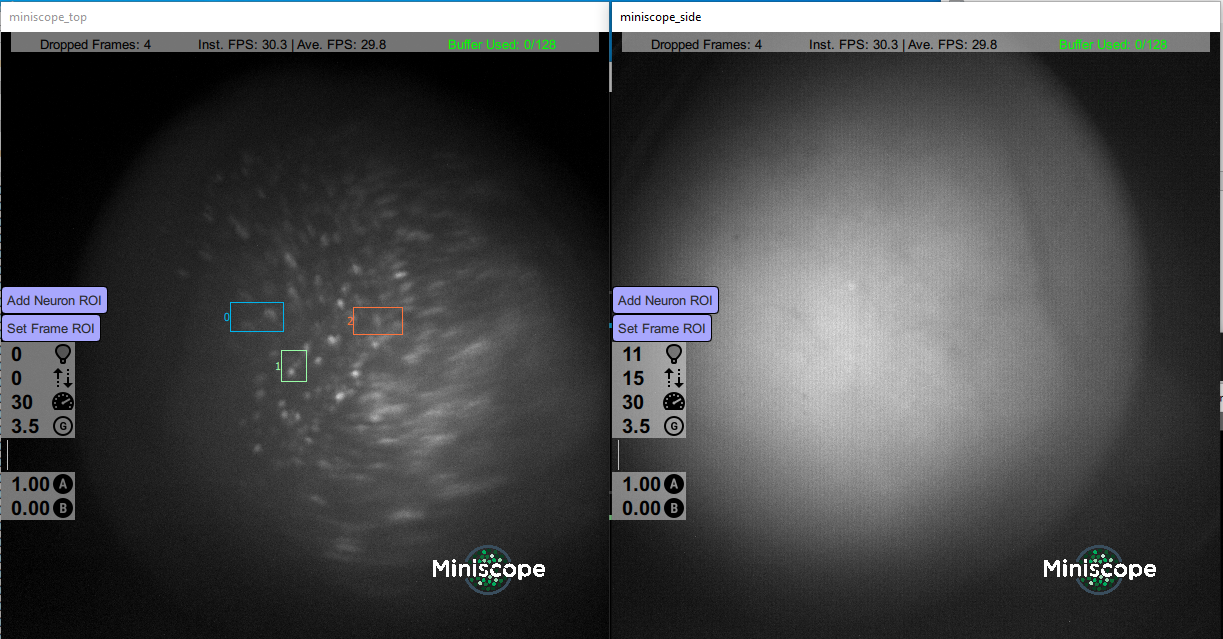 miniscope_top
Dropped Frames: 4 Inst. FPS: 30.3 | Ave. FPS: 29.8 Buffer Used: 0/128
0
2
1
Add Neuron ROI
Set Frame ROI
0
0
30
3.5 G
1.00 A
0.00 B
Miniscope
miniscope_side
Dropped Frames: 4 Inst. FPS: 30.3 | Ave. FPS: 29.8 Buffer Used: 0/128
Add Neuron ROI
Set Frame ROI
11
15
30
3.5 G
1.00 A
0.00 B
Miniscope